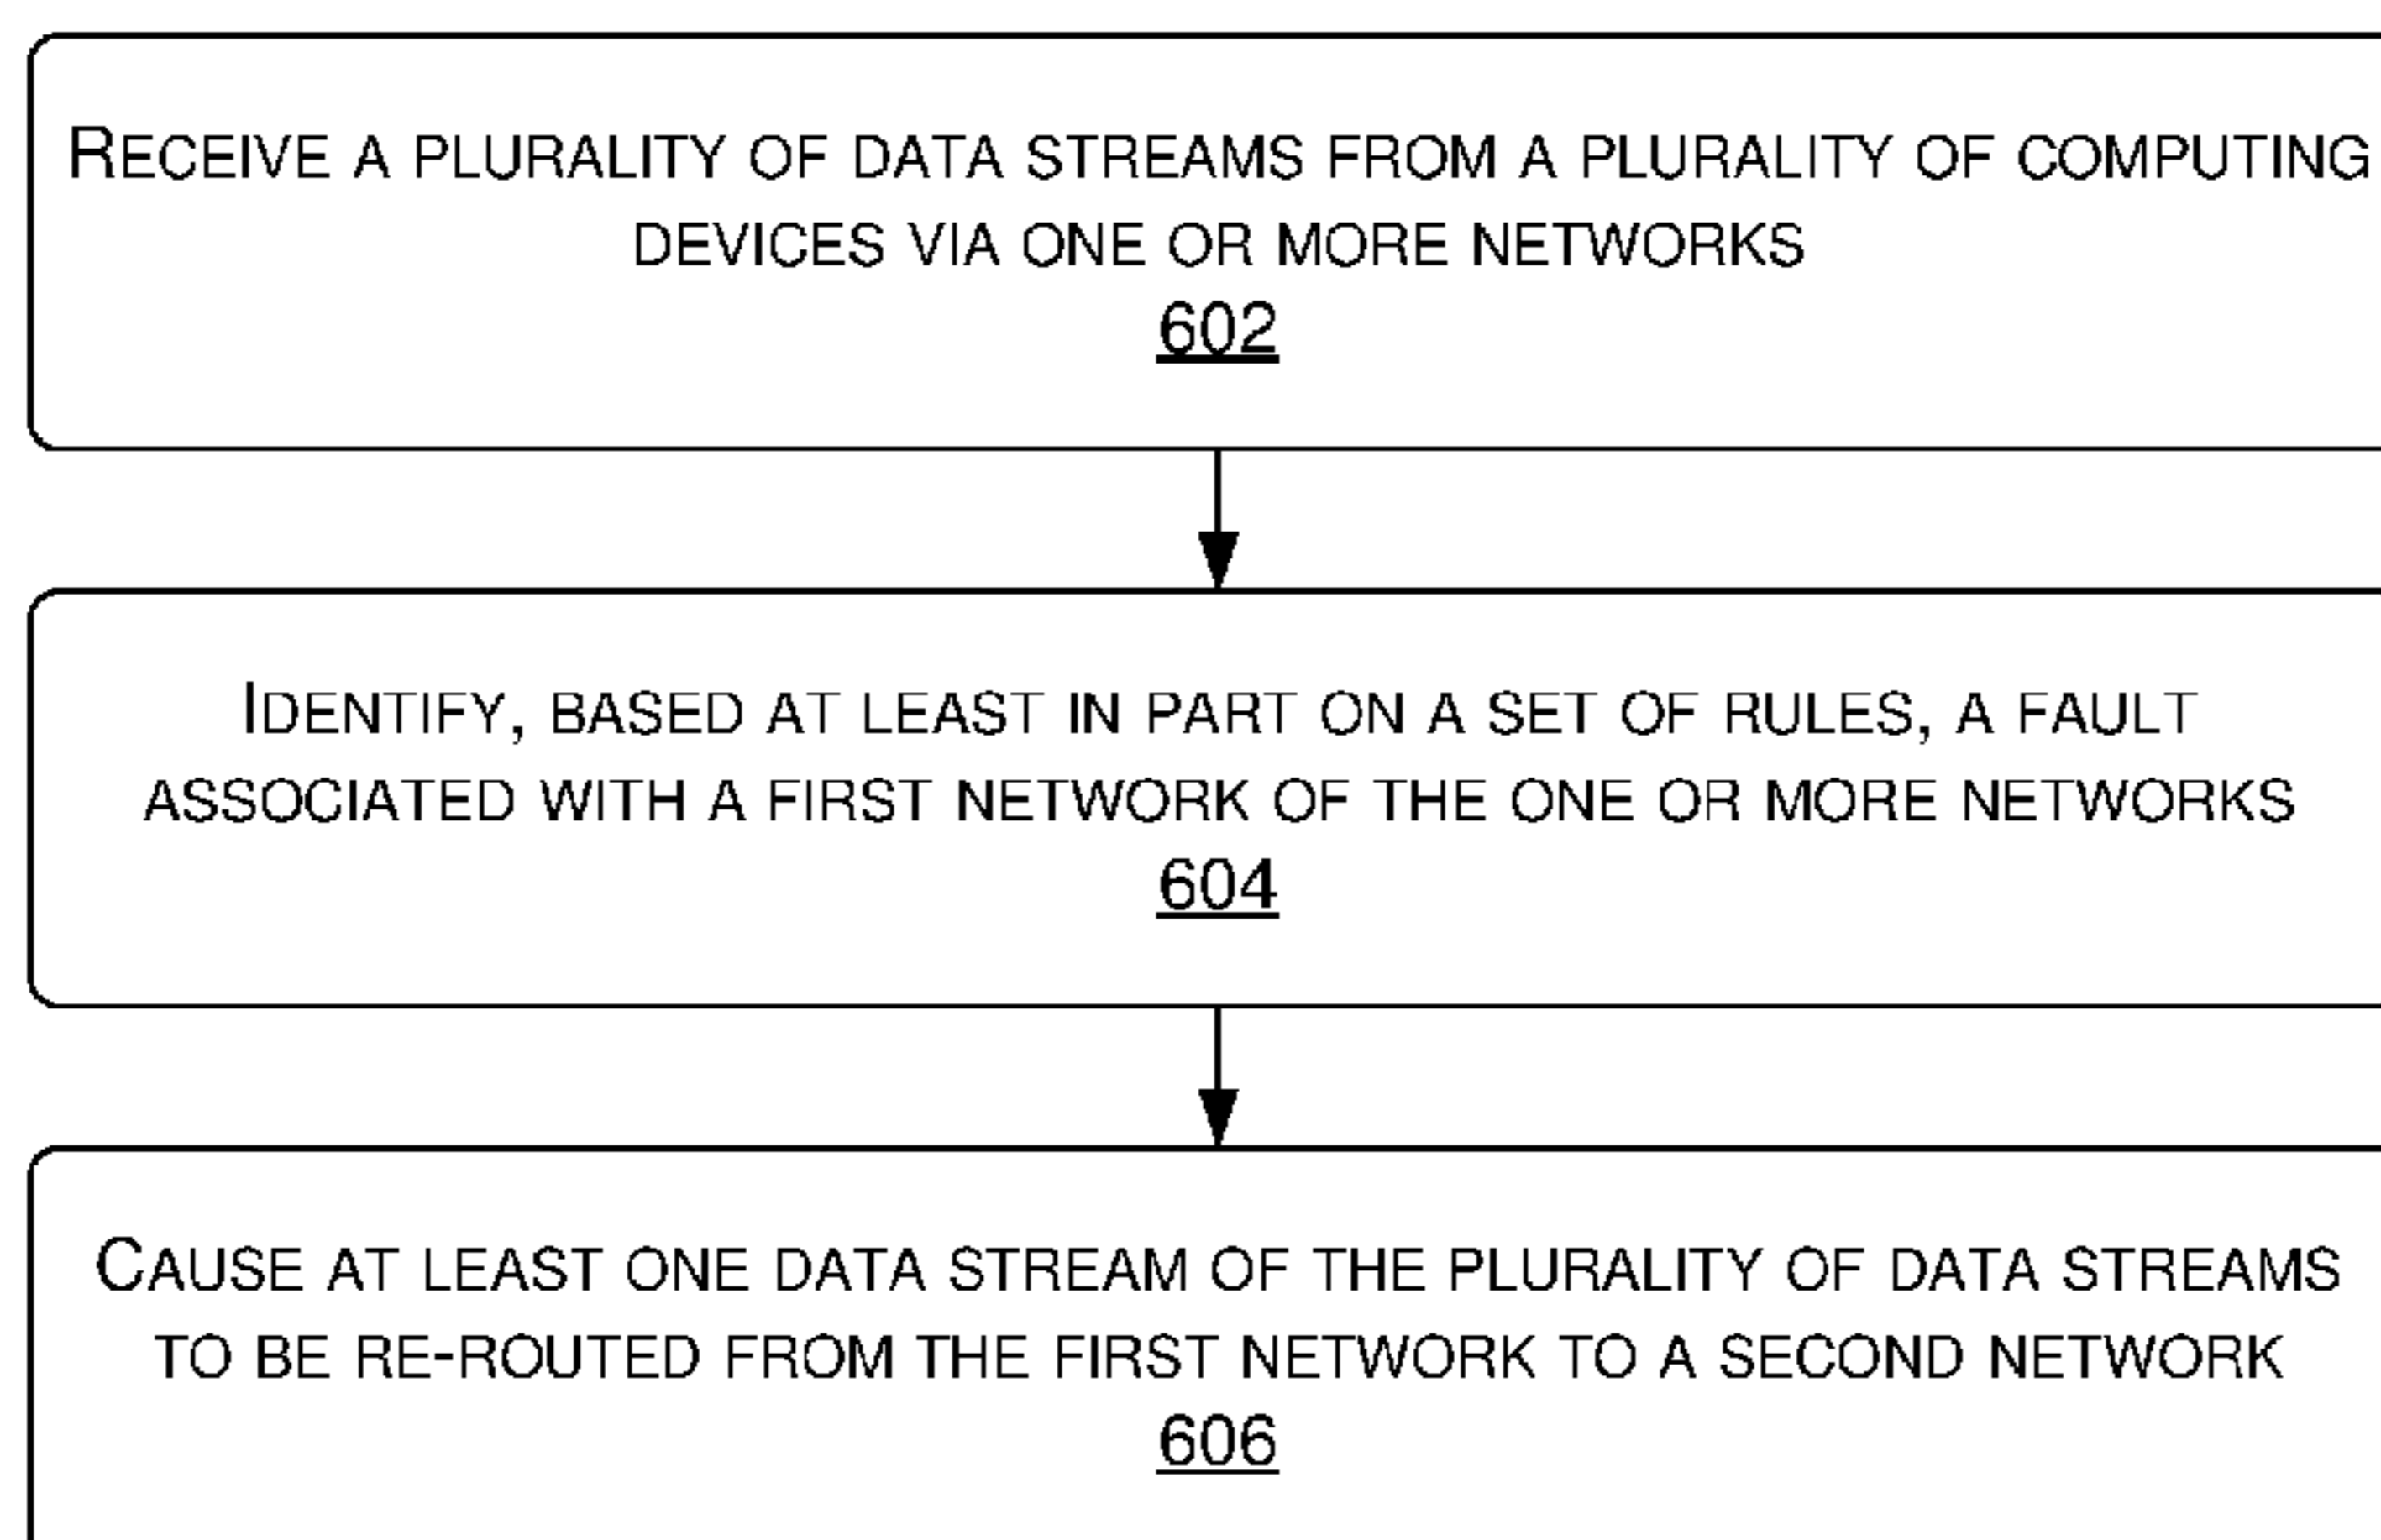 RECEIVE A PLURALITY OF DATA STREAMS FROM A PLURALITY OF COMPUTING
DEVICES VIA ONE OR MORE NETWORKS
602
IDENTIFY, BASED AT LEAST IN PART ON A SET OF RULES, A FAULT
ASSOCIATED WITH A FIRST NETWORK OF THE ONE OR MORE NETWORKS
604
CAUSE AT LEAST ONE DATA STREAM OF THE PLURALITY OF DATA STREAMS
TO BE RE-ROUTED FROM THE FIRST NETWORK TO A SECOND NETWORK
606